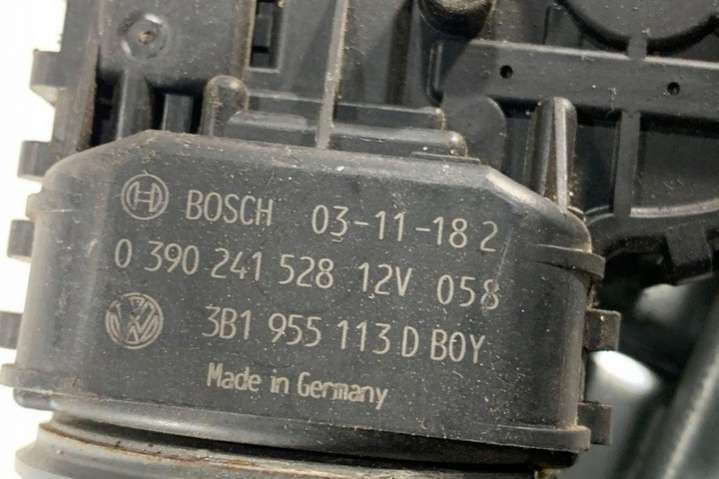 BOSCH 03-11-18 2
0 390 241 528 12V 058
3B1 955 113 D BOY
Made in Germany